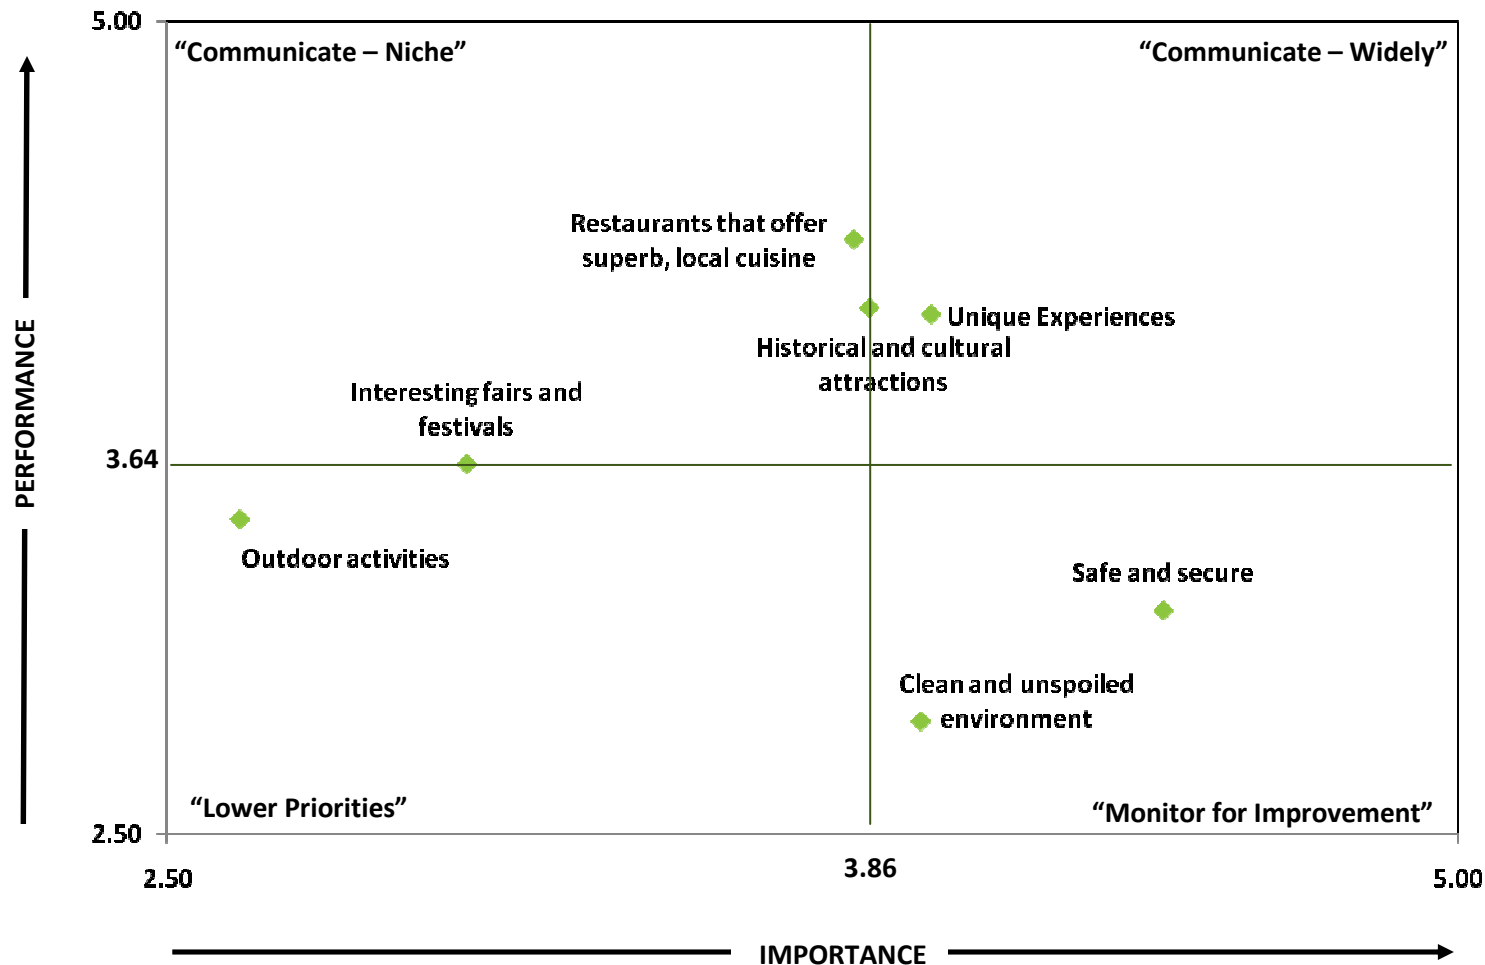 5.00
“Communicate – Niche”
“Communicate – Widely”
Restaurants that offer
superb, local cuisine
Unique Experiences
Historical and cultural
attractions
Interesting fairs and
festivals
3.64
PERFORMANCE
Outdoor activities
Safe and secure
Clean and unspoiled
environment
“Lower Priorities”
“Monitor for Improvement”
2.50
2.50
3.86
5.00
IMPORTANCE